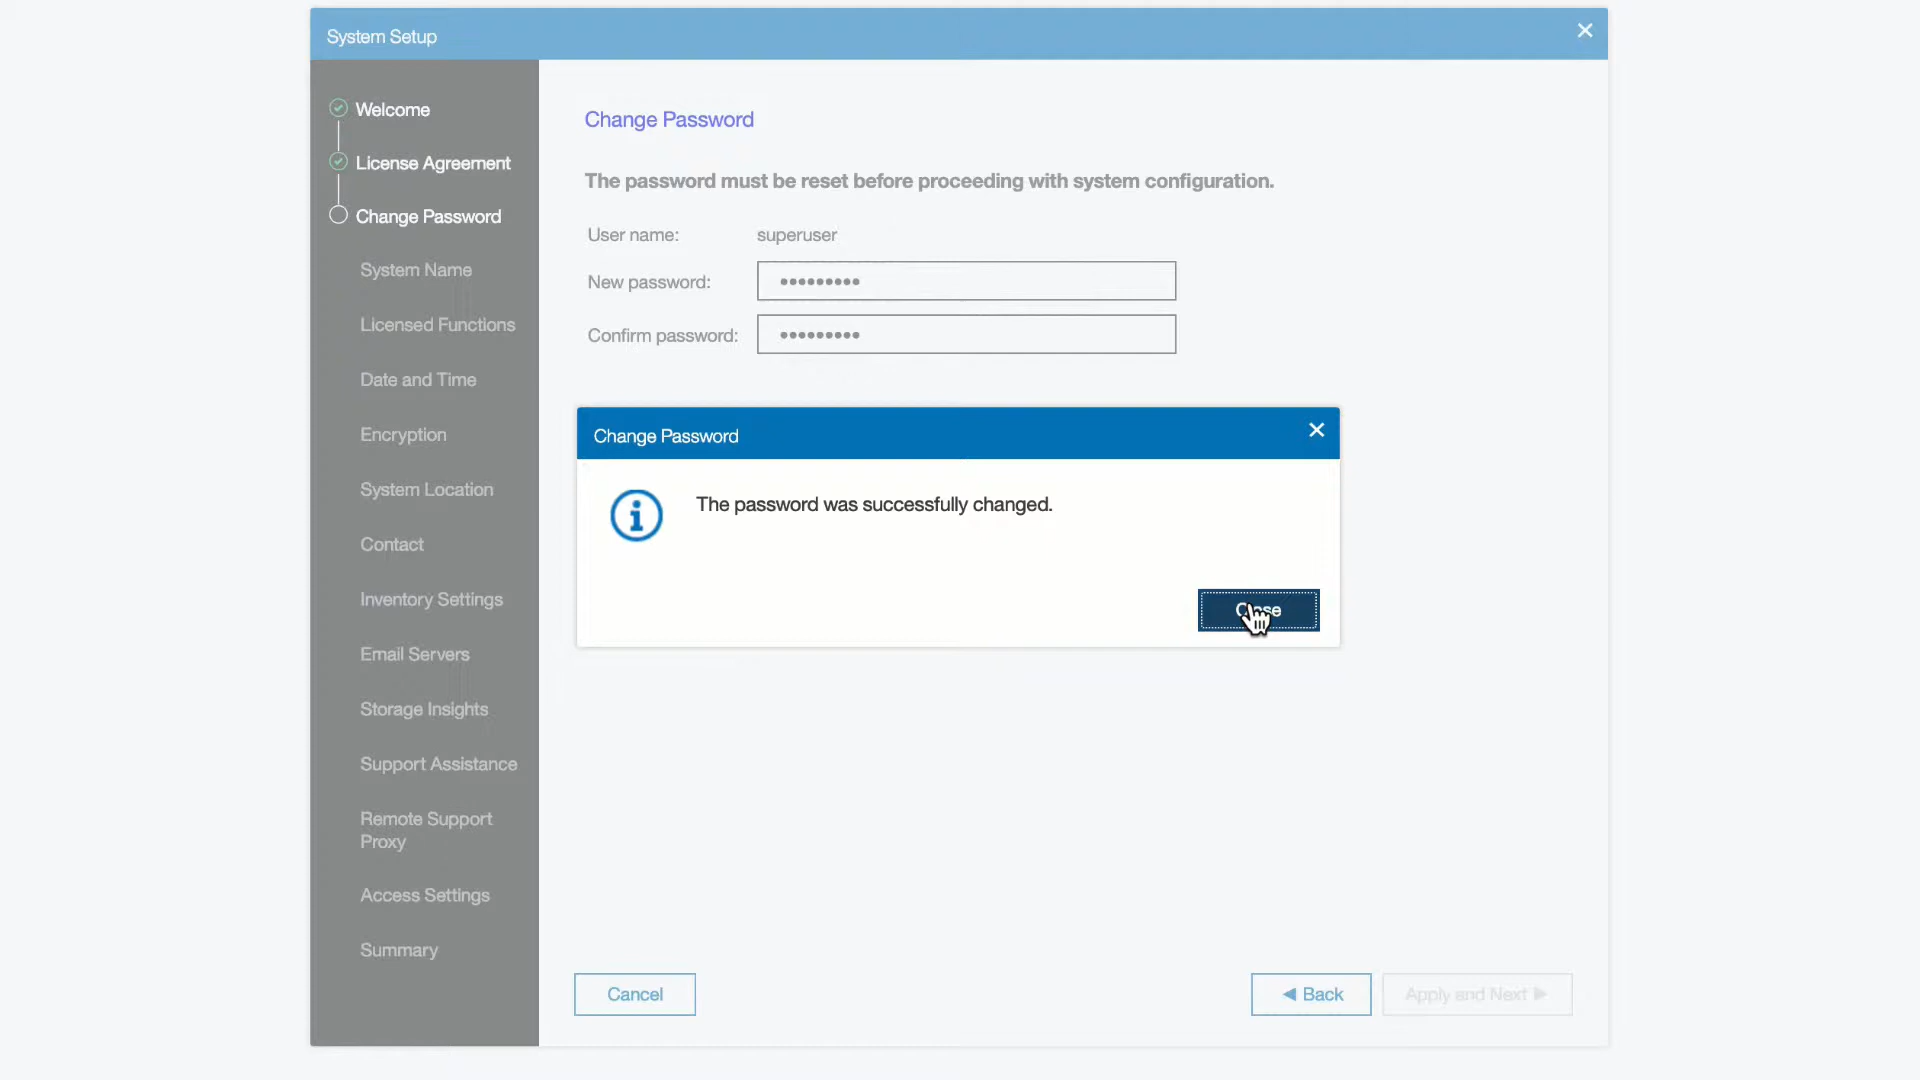 System Setup
Welcome
License Agreement
Change Password
System Name
Licensed Functions
Date and Time
Encryption
System Location
Contact
Inventory Settings
Email Servers
Storage Insights
Support Assistance
Remote Support
Proxy
Access Settings
Summary
Change Password
The password must be reset before proceeding with system configuration.
User name: superuser
New password: •••••••••
Confirm password: •••••••••
Change Password
The password was successfully changed.
Close
Cancel
Back
Apply and Next